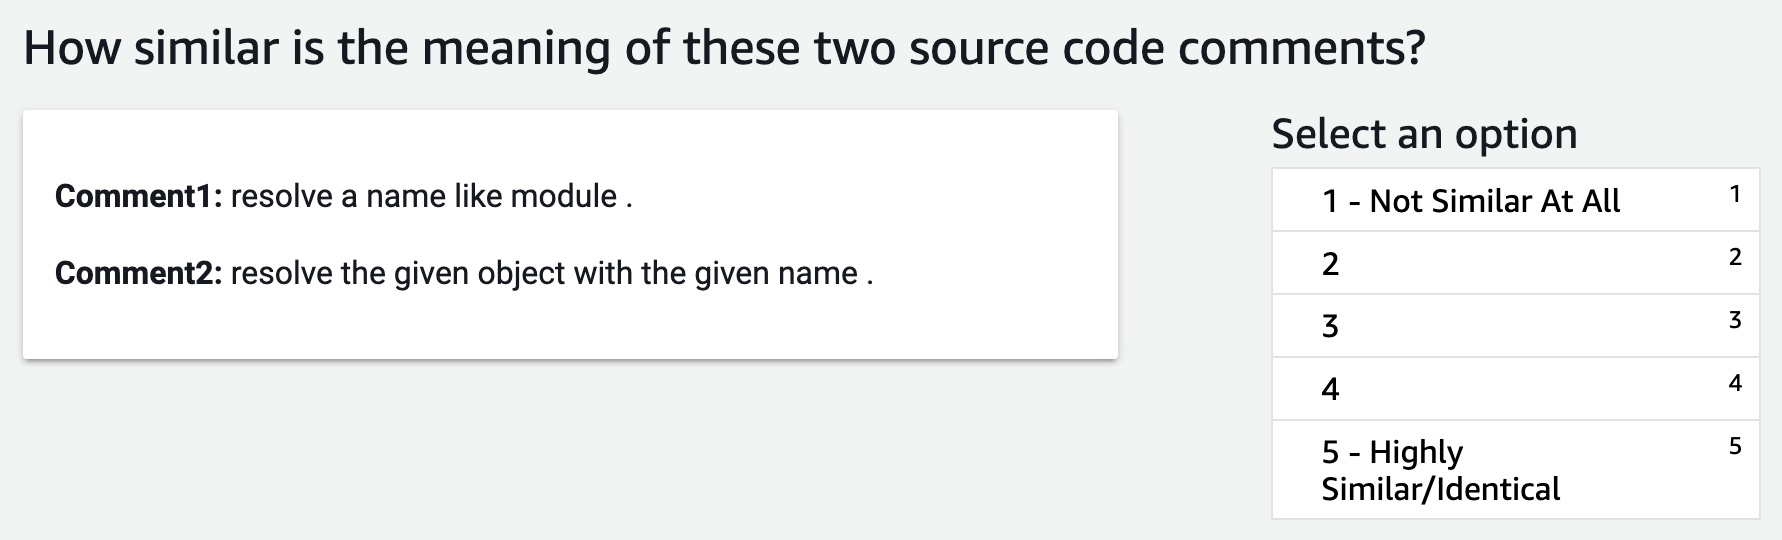 How similar is the meaning of these two source code comments?
Comment1: resolve a name like module .
Comment2: resolve the given object with the given name .
Select an option
1 - Not Similar At All 1
2 2
3 3
4 4
5 - Highly 5
Similar/Identical